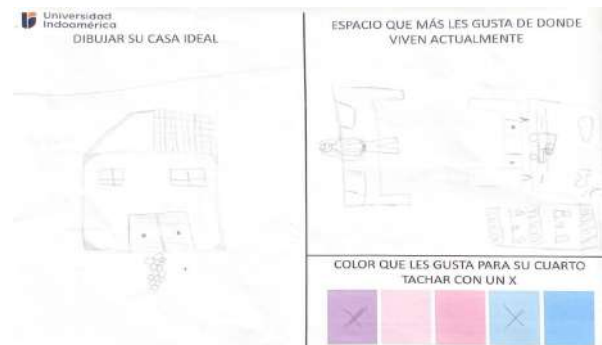 Universidad
Indoamérica
DIBUJAR SU CASA IDEAL
ESPACIO QUE MÁS LES GUSTA DE DONDE
VIVEN ACTUALMENTE
COLOR QUE LES GUSTA PARA SU CUARTO
TACHAR CON UN X